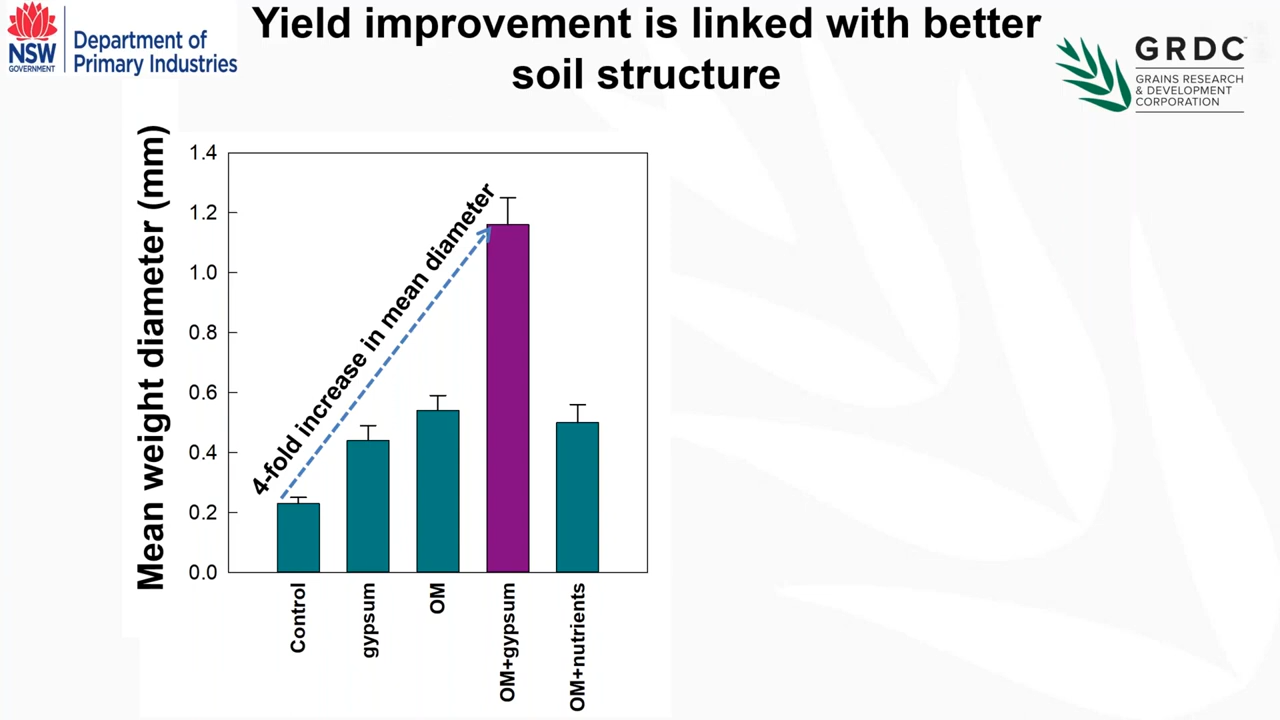 NSW
GOVERNMENT
Department of
Primary Industries
Yield improvement is linked with better
soil structure
GRDC
GRAINS RESEARCH
& DEVELOPMENT
CORPORATION
Mean weight diameter (mm)
1.4
1.2
1.0
0.8
0.6
0.4
0.2
0.0
4-fold increase in mean diameter
Control
gypsum
OM
OM+gypsum
OM+nutrients